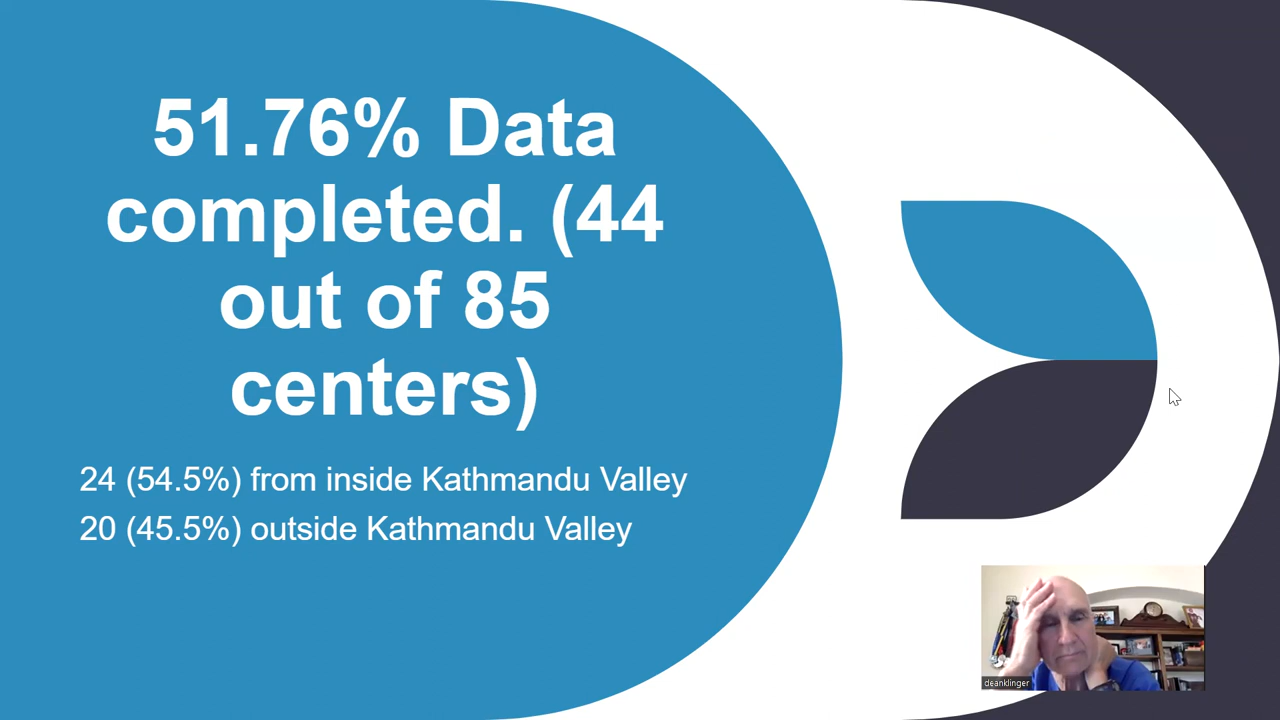 51.76% Data
completed. (44
out of 85
centers)
24 (54.5%) from inside Kathmandu Valley
20 (45.5%) outside Kathmandu Valley
deanklinger